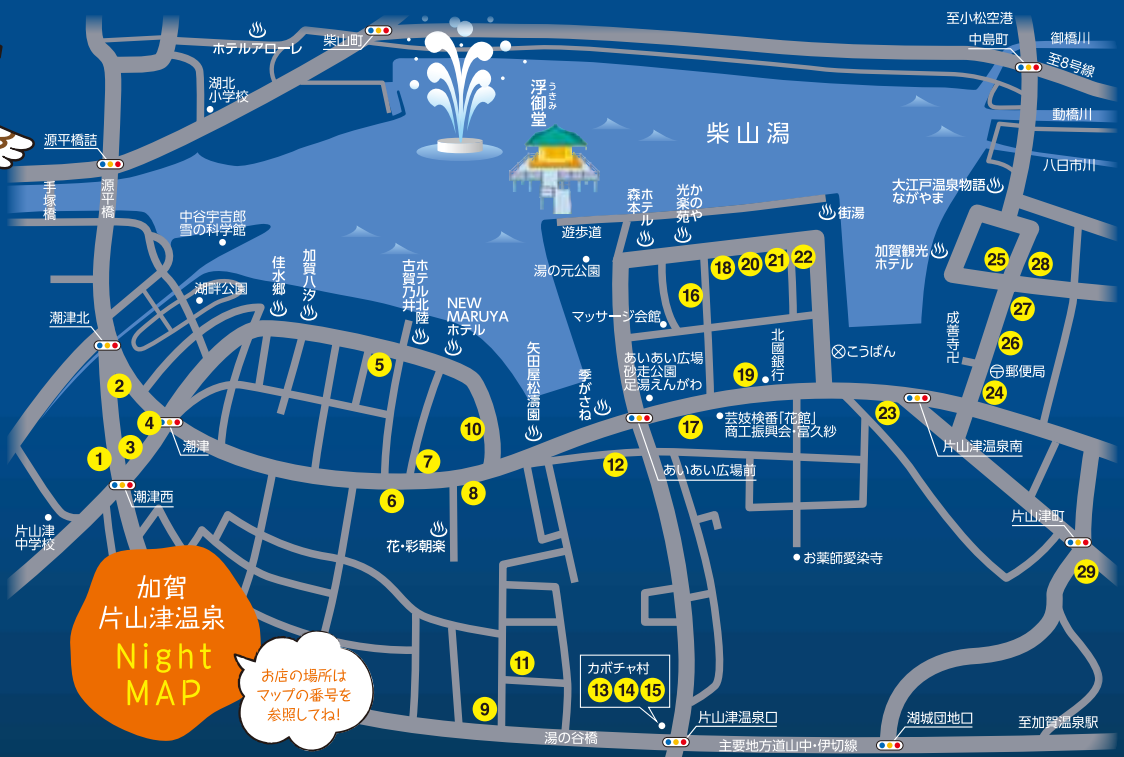 至小松空港
ホテルアローレ
柴山町
中島町
御橋川
至8号線
湖北
小学校
浮御堂
うきみ
柴山潟
動橋川
源平橋詰
八日市川
手塚橋
源平橋
大江戸温泉物語
ながやま
中谷宇吉郎
雪の科学館
ホテル
森本
かのや
光楽苑
街湯
遊歩道
加賀観光
ホテル
佳水郷
加賀八汐
ホテル北陸
古賀乃井
湯の元公園
18
20
21
22
25
28
湖畔公園
NEW
MARUYA
ホテル
16
マッサージ会館
27
潮津北
成善寺卍
26
北國銀行
こうばん
あいあい広場
砂走公園
足湯えんがわ
矢田屋松濤園
季がさね
5
19
〒郵便局
24
2
4
3
1
潮津
10
7
17
芸妓検番「花館」
商工振興会・富久紗
23
片山津温泉南
12
あいあい広場前
潮津西
6
8
片山津
中学校
花・彩朝楽
片山津町
お薬師愛染寺
29
加賀
片山津温泉
Night
MAP
お店の場所は
マップの番号を
参照してね!
11
9
カボチャ村
13
14
15
片山津温泉口
湖城団地口
至加賀温泉駅
湯の谷橋
主要地方道山中・伊切線